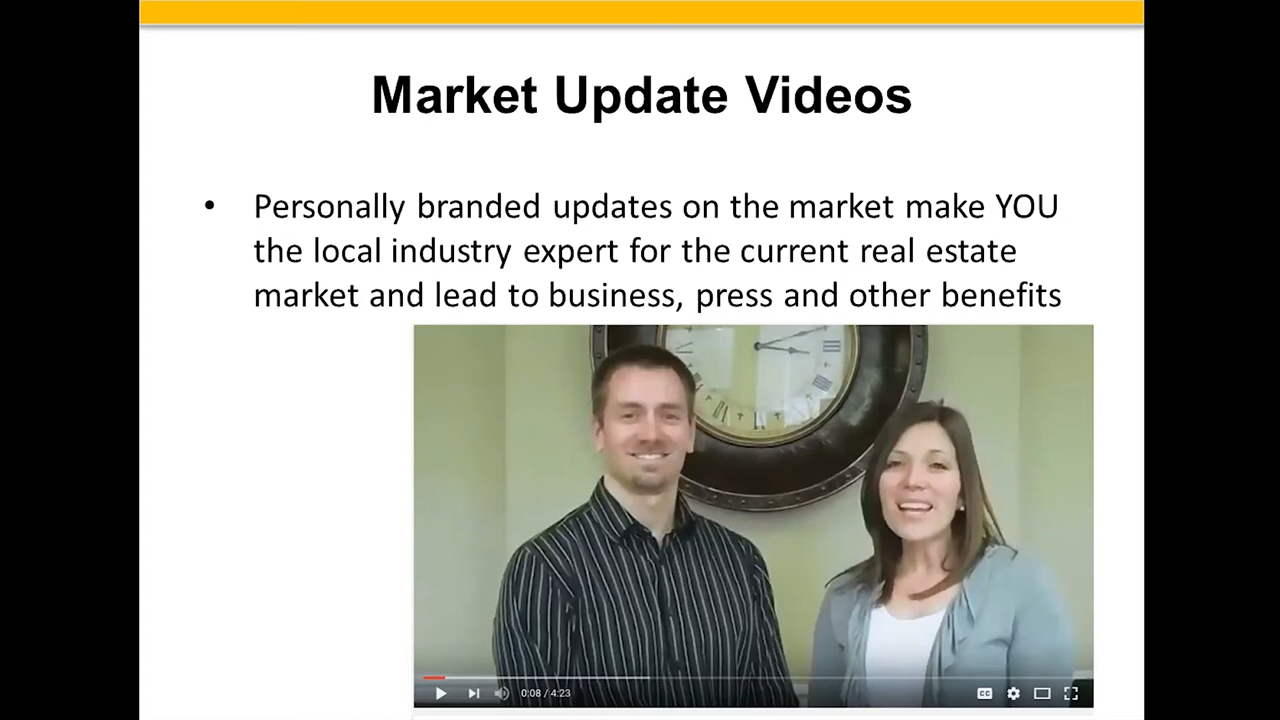 Market Update Videos
• Personally branded updates on the market make YOU
the local industry expert for the current real estate
market and lead to business, press and other benefits
0:08 / 4:23
CC